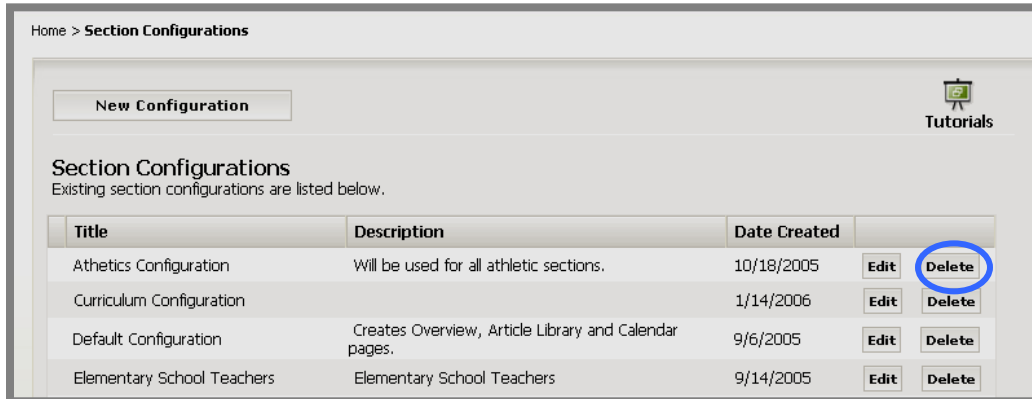 Home > Section Configurations
New Configuration
Tutorials
Section Configurations
Existing section configurations are listed below.
Title Description Date Created
Athetics Configuration Will be used for all athletic sections. 10/18/2005 Edit Delete
Curriculum Configuration 1/14/2006 Edit Delete
Default Configuration Creates Overview, Article Library and Calendar
pages. 9/6/2005 Edit Delete
Elementary School Teachers Elementary School Teachers 9/14/2005 Edit Delete